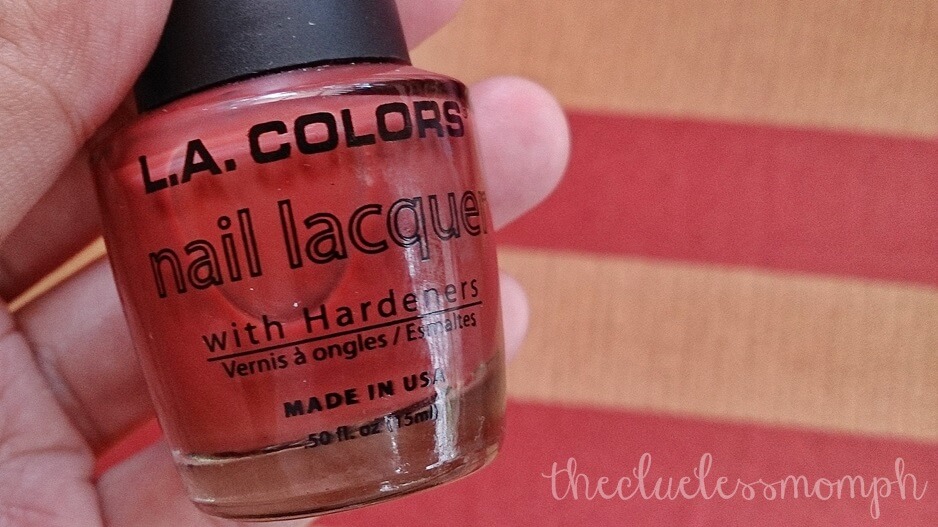 L.A. COLORS
nail lacquer
with Hardeners
Vernis à ongles / Esmaltes
MADE IN USA
.50 fl. oz (15ml)
thecluelessmomph